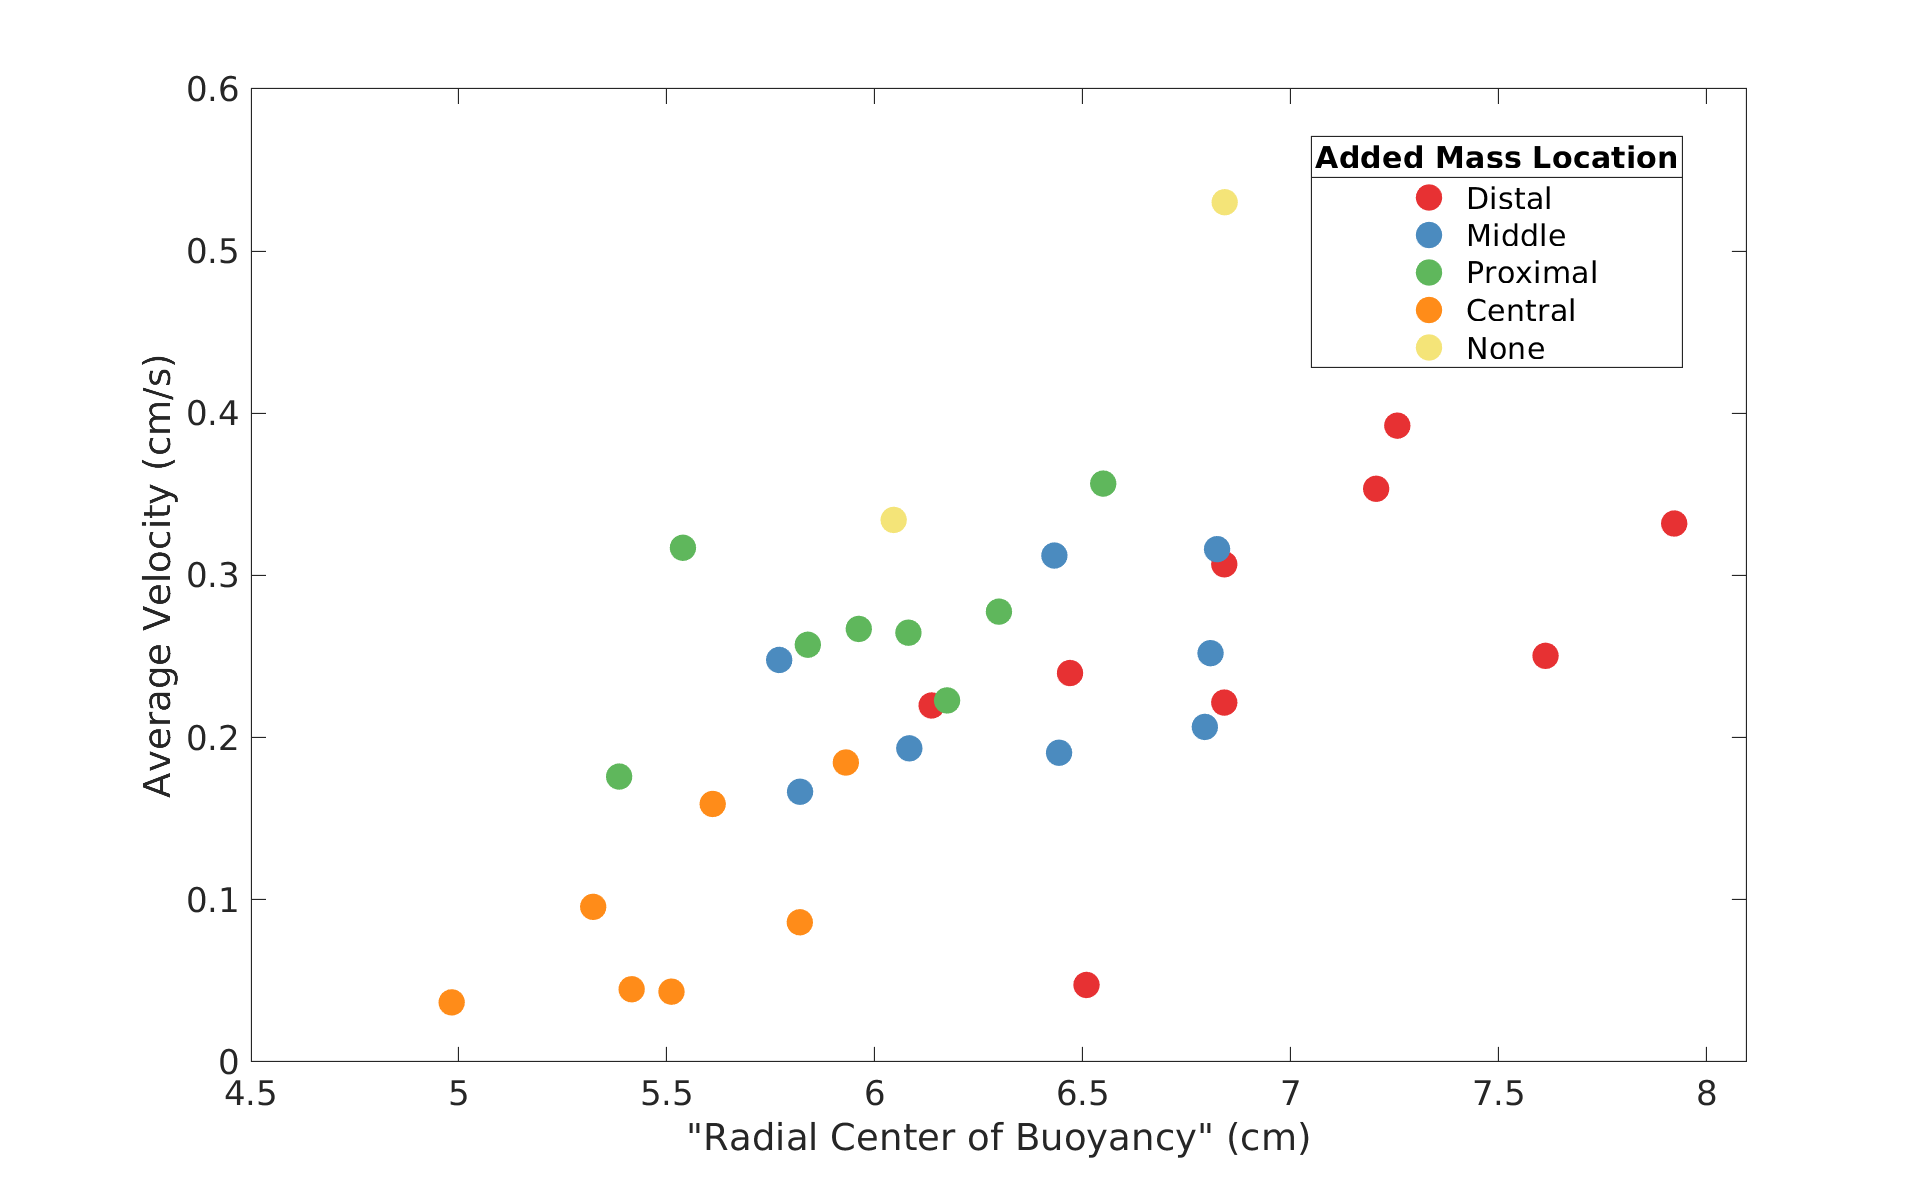 0.6
0.5
0.4
0.3
0.2
0.1
0
Average Velocity (cm/s)
Added Mass Location
Distal
Middle
Proximal
Central
None
4.5 5 5.5 6 6.5 7 7.5 8
"Radial Center of Buoyancy" (cm)